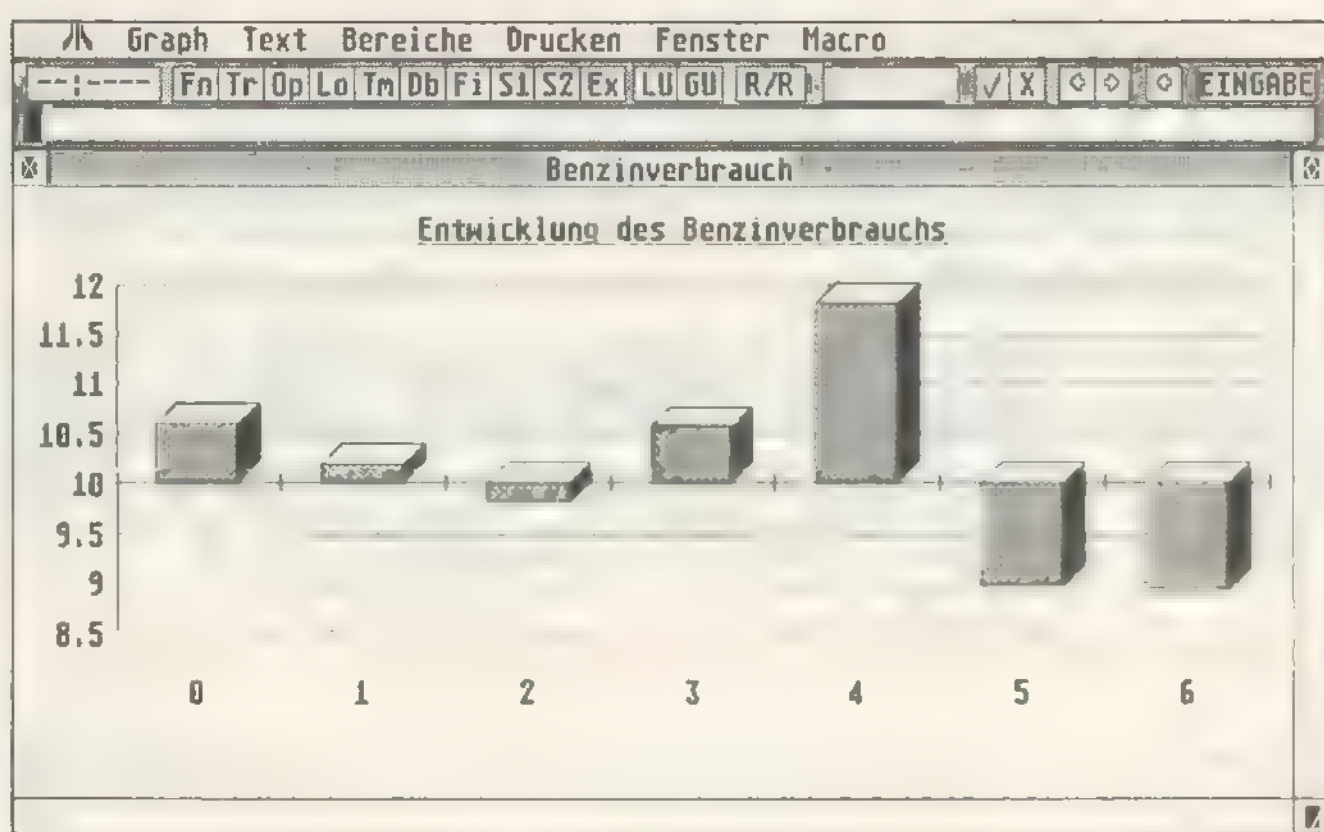 Graph Text Bereiche Drucken Fenster Macro
--:---- Fn Tr Op Lo Tm Db Fi S1 S2 Ex LU GU R/R √ X EINGABE
Benzinverbrauch
Entwicklung des Benzinverbrauchs
12
11.5
11
10.5
10
9.5
9
8.5
0 1 2 3 4 5 6